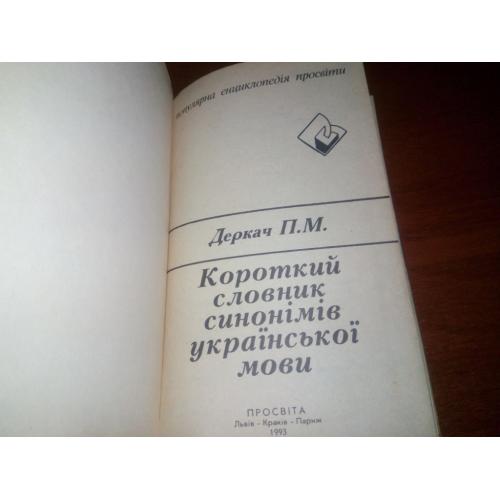 популярна енциклопедія просвіти
Деркач П.М.
Короткий
словник
синонімів
української
мови
ПРОСВІТА
Львів - Краків - Париж
1993